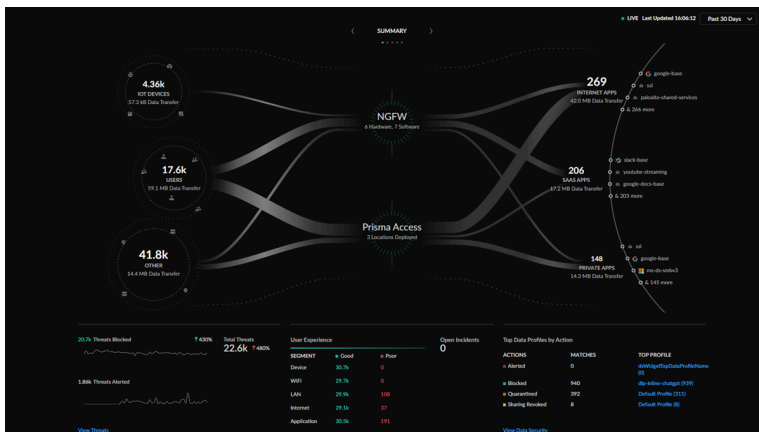 LIVE Last Updated 16:06:12 Past 30 Days
SUMMARY
4.36k
IOT DEVICES
57.3 kB Data Transfer
17.6k
USERS
59.1 MB Data Transfer
41.8k
OTHER
14.4 MB Data Transfer
NGFW
6 Hardware, 7 Software
Prisma Access
3 Locations Deployed
269
INTERNET APPS
42.0 MB Data Transfer
google-base
ssl
paloalto-shared-services
& 266 more
206
SAAS APPS
17.2 MB Data Transfer
slack-base
youtube-streaming
google-docs-base
& 203 more
148
PRIVATE APPS
14.3 MB Data Transfer
ssl
google-base
ms-ds-smbv3
& 145 more
20.7k Threats Blocked 430%
Total Threats
22.6k 480%
1.86k Threats Alerted
View Threats
User Experience
SEGMENT Good Poor
Device 30.7k 0
WiFi 29.7k 0
LAN 29.9k 108
Internet 29.1k 37
Application 30.5k 191
Open Incidents
0
Top Data Profiles by Action
ACTIONS MATCHES TOP PROFILE
Alerted 0 dsWidgetTopDataProfileName
(0)
Blocked 940 dlp-inline-chatgpt (939)
Quarantined 392 Default Profile (311)
Sharing Revoked 8 Default Profile (8)
View Data Security